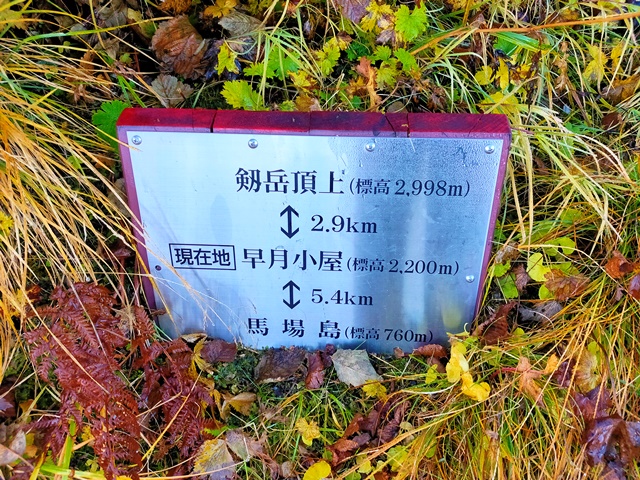 剱岳頂上(標高2,998m)
↕ 2.9km
現在地 早月小屋(標高2,200m)
↕ 5.4km
馬場島(標高760m)